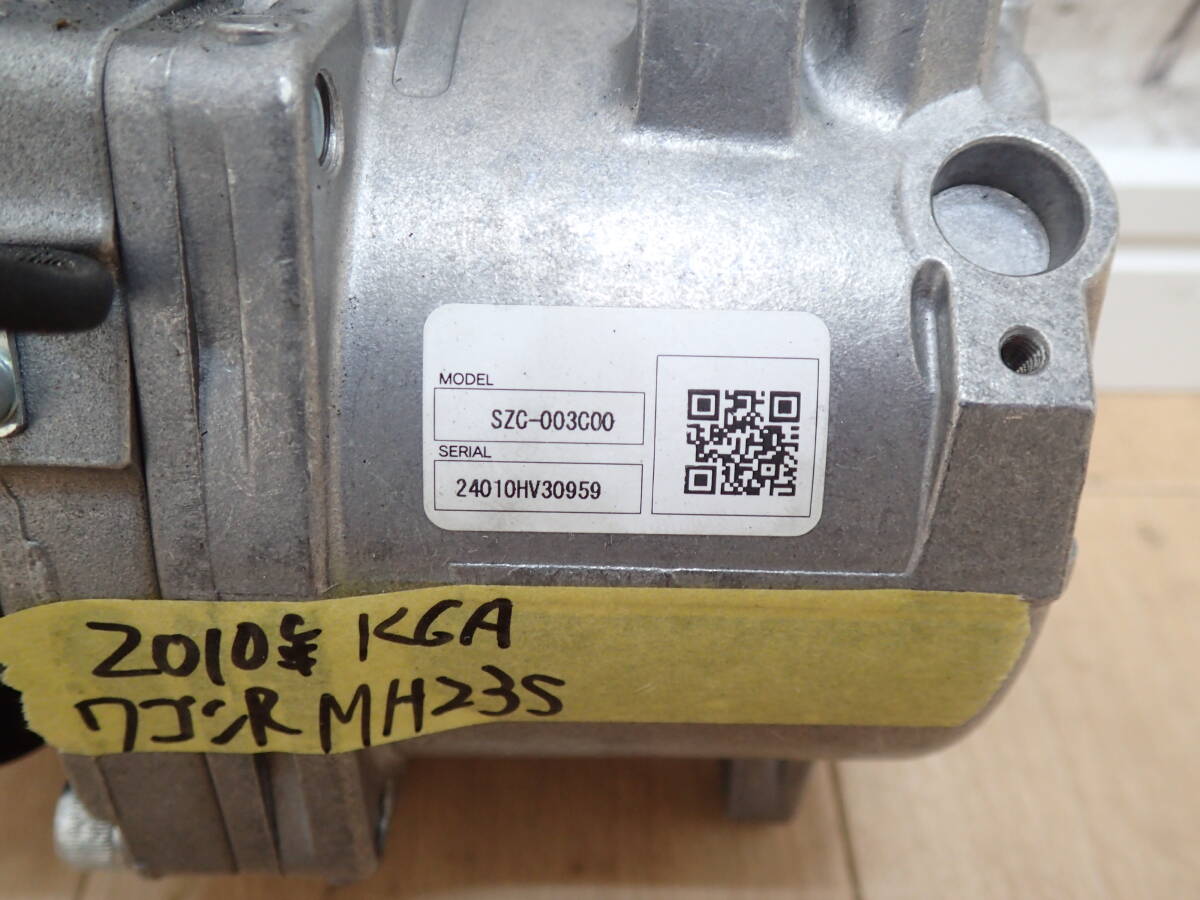 MODEL
SZC-003C00
SERIAL
24010HV30959
2010年 K6A
ワゴンR MH23S